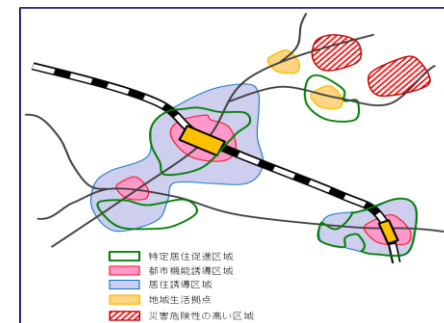 特定居住促進区域
都市機能誘導区域
居住誘導区域
地域生活拠点
災害危険性の高い区域